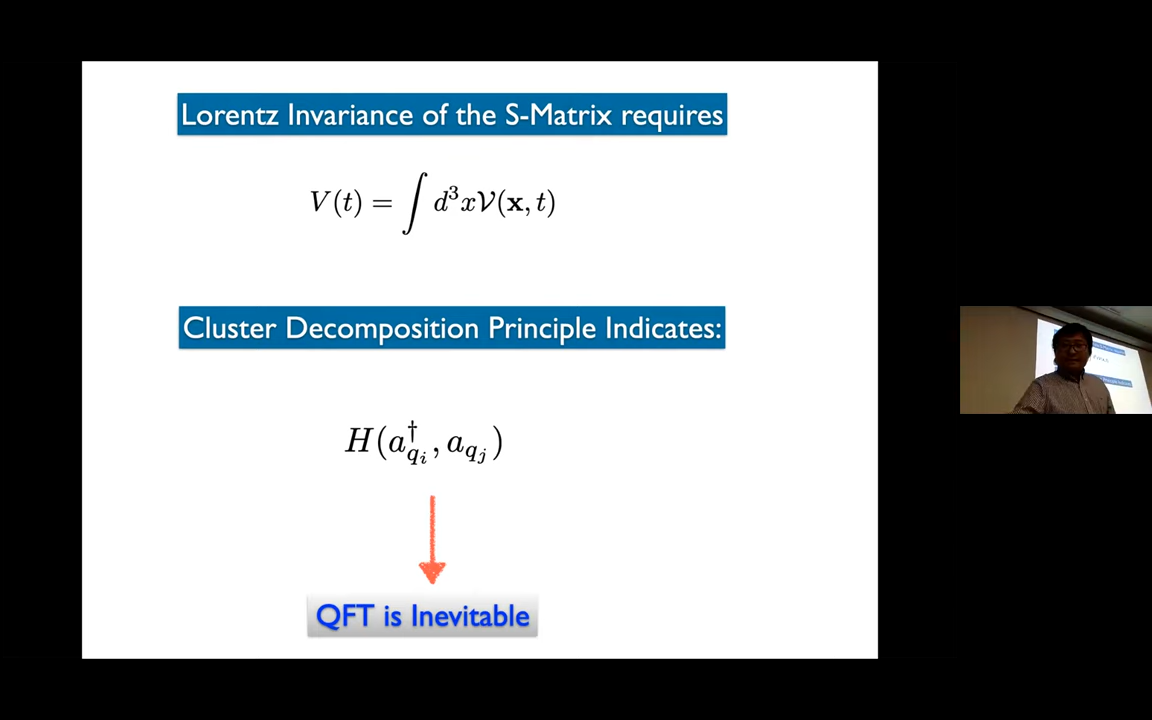 Lorentz Invariance of the S-Matrix requires
V(t) = ∫ d³x𝒱(𝐱, t)
Cluster Decomposition Principle Indicates:
H(a†_{q_i}, a_{q_j})
QFT is Inevitable